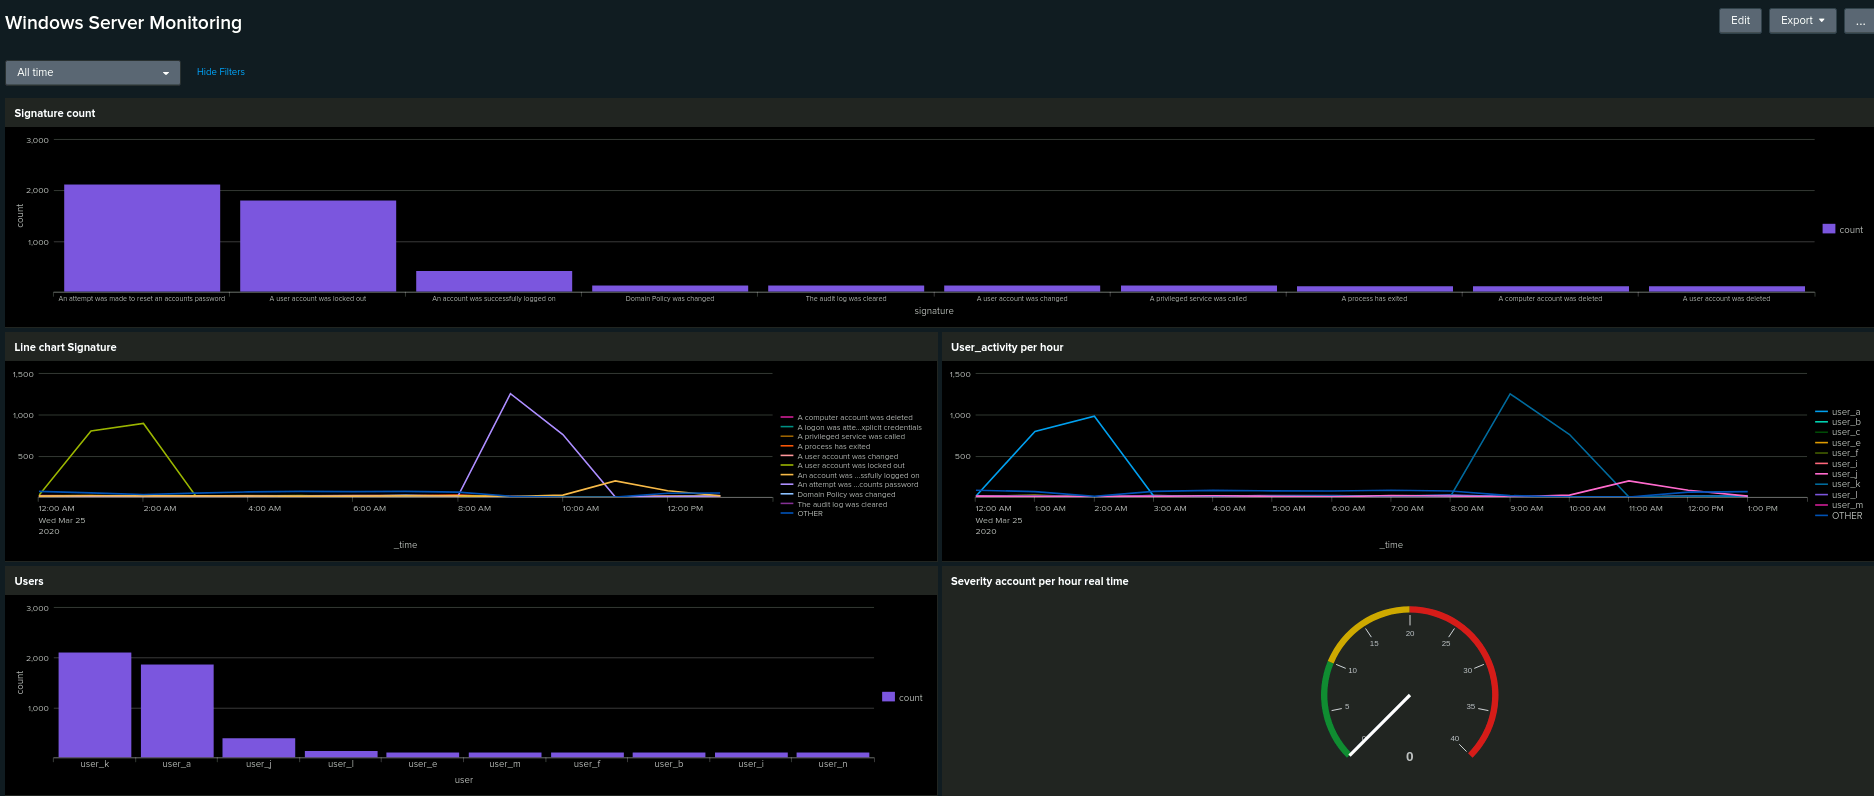 Windows Server Monitoring
Edit
Export
...
All time
Hide Filters
Signature count
3,000
2,000
1,000
count
An attempt was made to reset an accounts password
A user account was locked out
An account was successfully logged on
Domain Policy was changed
The audit log was cleared
A user account was changed
A privileged service was called
A process has exited
A computer account was deleted
A user account was deleted
signature
count
Line chart Signature
1,500
1,000
500
12:00 AM
Wed Mar 25
2020
2:00 AM
4:00 AM
6:00 AM
8:00 AM
10:00 AM
12:00 PM
_time
A computer account was deleted
A logon was atte...xplicit credentials
A privileged service was called
A process has exited
A user account was changed
A user account was locked out
An account was ...ssfully logged on
An attempt was ...counts password
Domain Policy was changed
The audit log was cleared
OTHER
User_activity per hour
1,500
1,000
500
12:00 AM
Wed Mar 25
2020
1:00 AM
2:00 AM
3:00 AM
4:00 AM
5:00 AM
6:00 AM
7:00 AM
8:00 AM
9:00 AM
10:00 AM
11:00 AM
12:00 PM
1:00 PM
_time
user_a
user_b
user_c
user_e
user_f
user_i
user_j
user_k
user_l
user_m
OTHER
Users
3,000
2,000
1,000
count
user_k
user_a
user_j
user_l
user_e
user_m
user_f
user_b
user_i
user_n
user
count
Severity account per hour real time
0
5
10
15
20
25
30
35
40
0